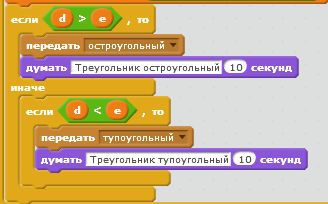 если d > e , то
передать остроугольный
думать Треугольник остроугольный 10 секунд
иначе
если d < e , то
передать тупоугольный
думать Треугольник тупоугольный 10 секунд